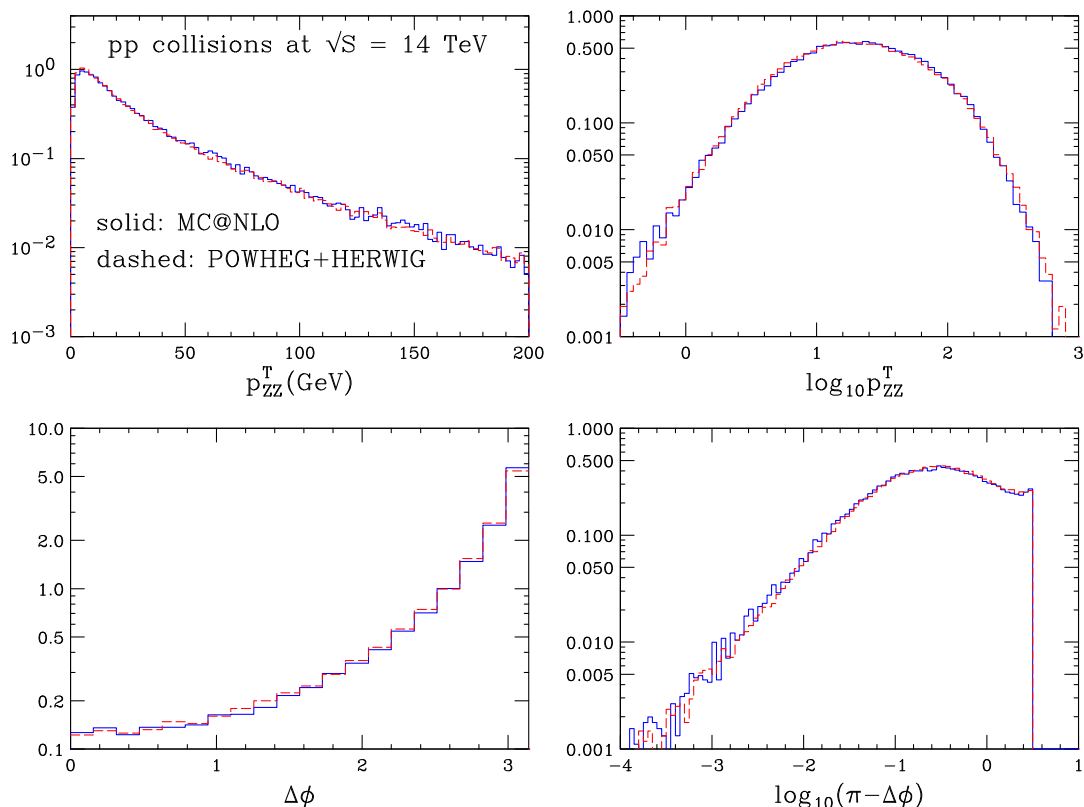 pp collisions at √S = 14 TeV
10⁰
10⁻¹
10⁻²
10⁻³
solid: MC@NLO
dashed: POWHEG+HERWIG
0 50 100 150 200
p^T_ZZ(GeV)
1.000
0.500
0.100
0.050
0.010
0.005
0.001
0 1 2 3
log₁₀p^T_ZZ
10.0
5.0
2.0
1.0
0.5
0.2
0.1
0 1 2 3
Δϕ
1.000
0.500
0.100
0.050
0.010
0.005
0.001
−4 −3 −2 −1 0 1
log₁₀(π−Δϕ)